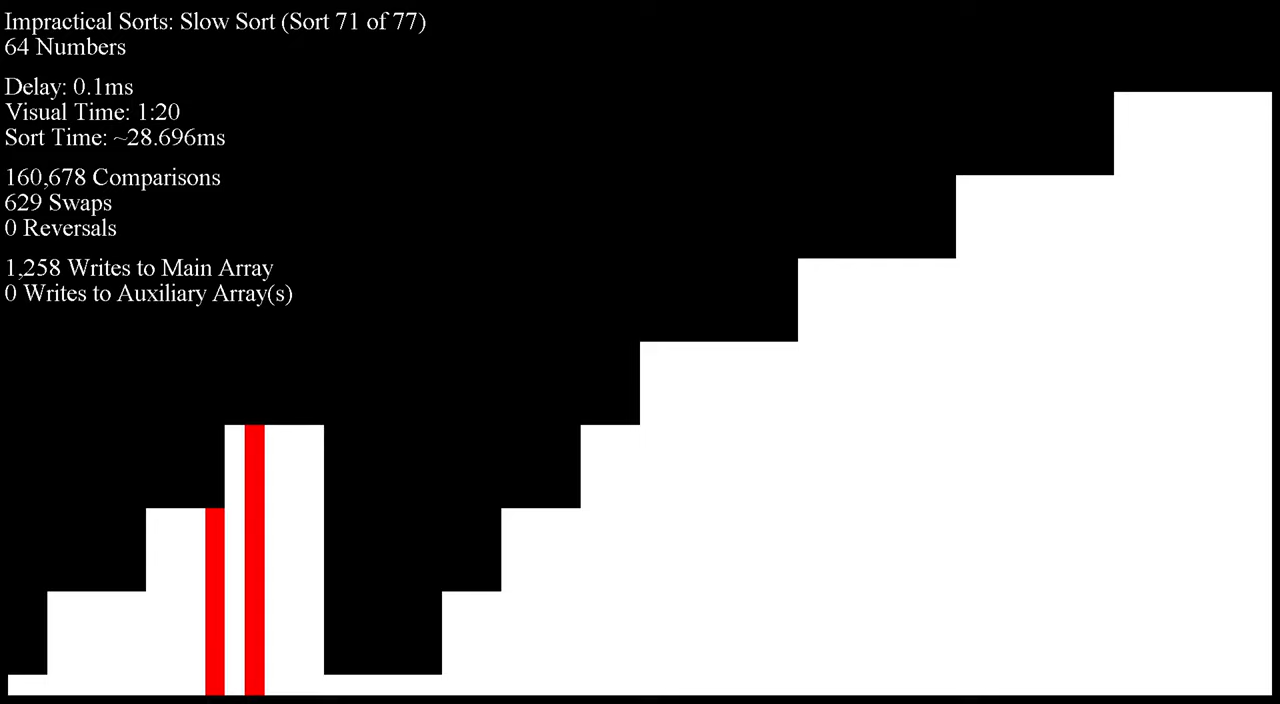 Impractical Sorts: Slow Sort (Sort 71 of 77)
64 Numbers
Delay: 0.1ms
Visual Time: 1:20
Sort Time: ~28.696ms
160,678 Comparisons
629 Swaps
0 Reversals
1,258 Writes to Main Array
0 Writes to Auxiliary Array(s)